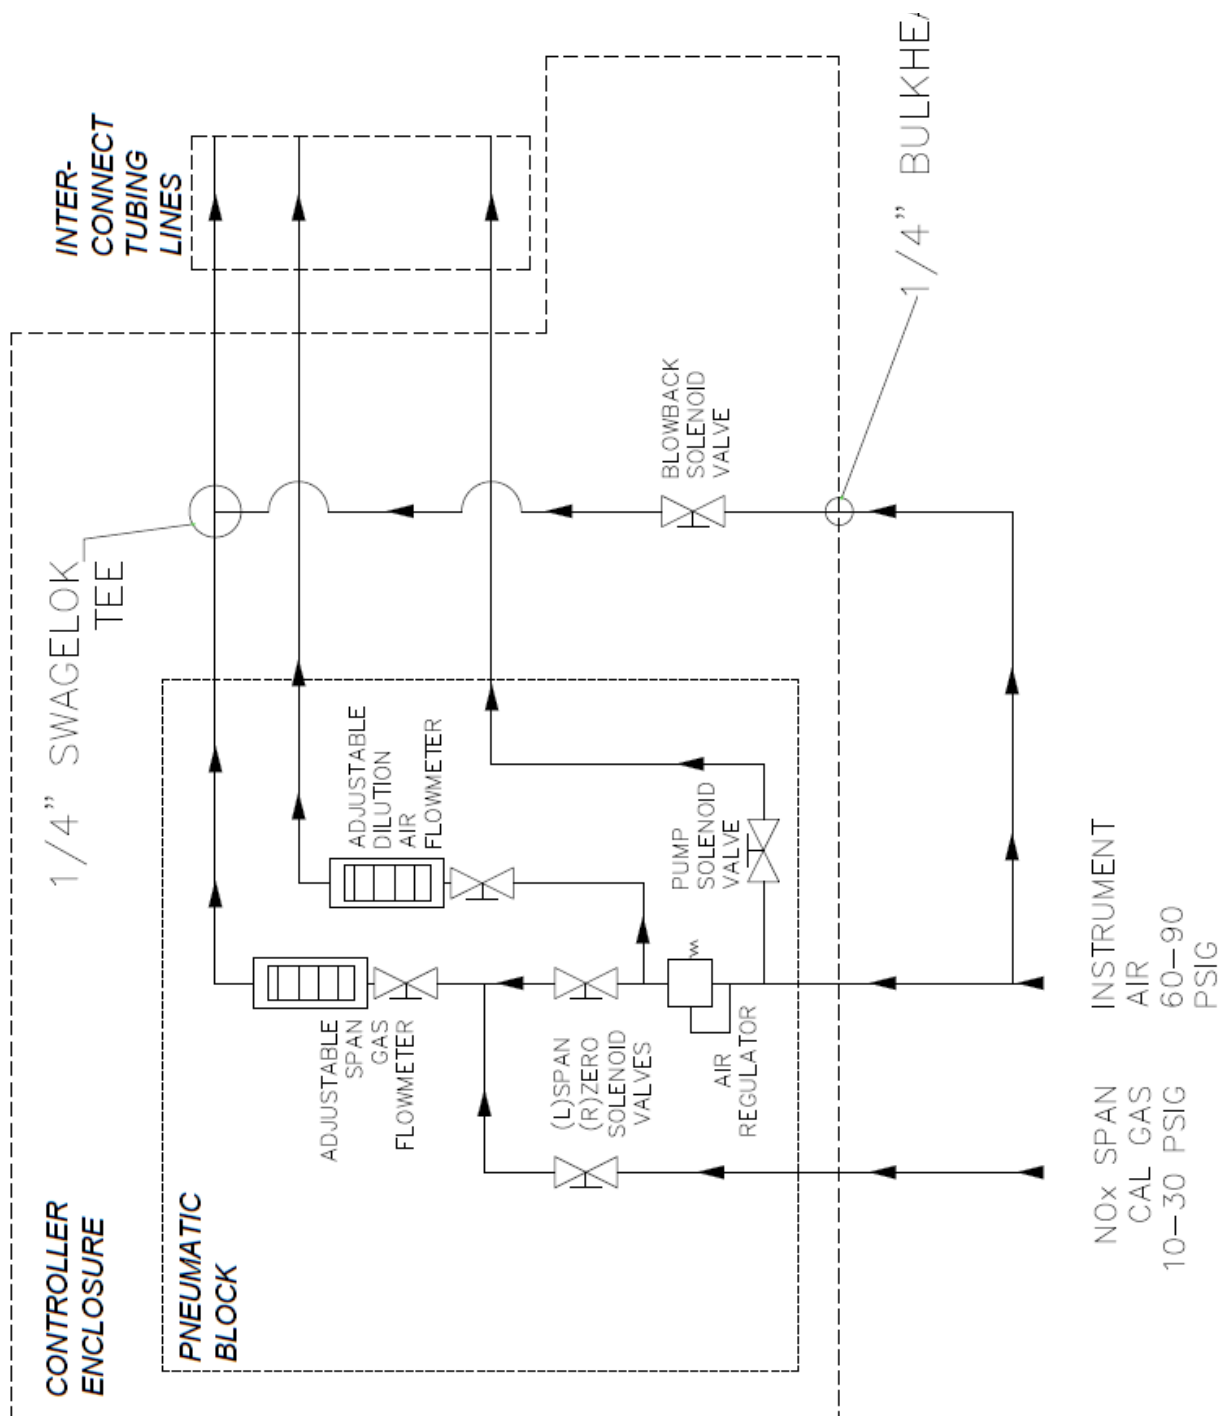 INTER-
CONNECT
TUBING
LINES
1/4" BULKHEA
BLOWBACK
SOLENOID
VALVE
1/4" SWAGELOK
TEE
ADJUSTABLE
DILUTION
AIR
FLOWMETER
PUMP
SOLENOID
VALVE
ADJUSTABLE
SPAN
GAS
FLOWMETER
(L)SPAN
(R)ZERO
SOLENOID
VALVES
AIR
REGULATOR
INSTRUMENT
AIR
60-90
PSIG
NOx SPAN
CAL GAS
10-30 PSIG
CONTROLLER
ENCLOSURE
PNEUMATIC
BLOCK